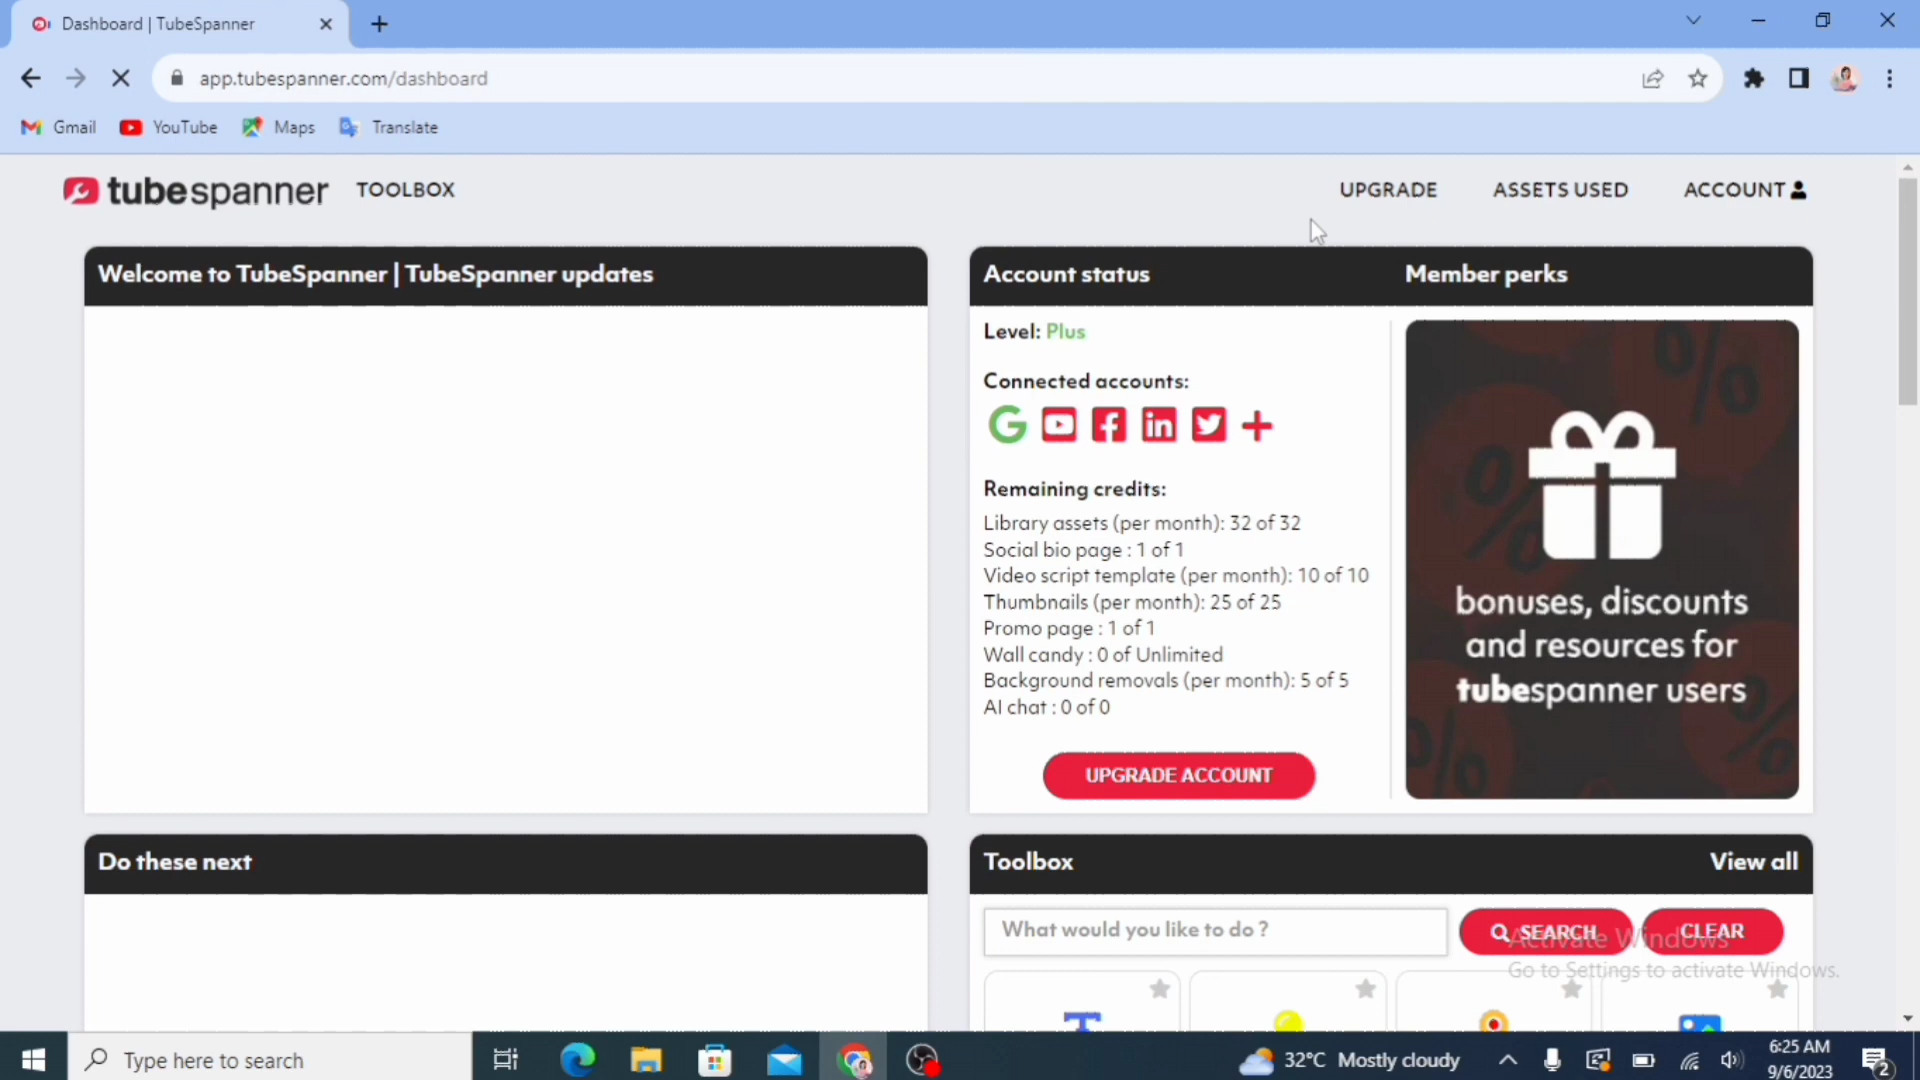 Dashboard | TubeSpanner
app.tubespanner.com/dashboard
Gmail YouTube Maps Translate
tubespanner TOOLBOX UPGRADE ASSETS USED ACCOUNT
Welcome to TubeSpanner | TubeSpanner updates
Account status Member perks
Level: Plus
Connected accounts:
Remaining credits:
Library assets (per month): 32 of 32
Social bio page : 1 of 1
Video script template (per month): 10 of 10
Thumbnails (per month): 25 of 25
Promo page : 1 of 1
Wall candy : 0 of Unlimited
Background removals (per month): 5 of 5
AI chat : 0 of 0
UPGRADE ACCOUNT
bonuses, discounts
and resources for
tubespanner users
Do these next
Toolbox View all
What would you like to do ?
SEARCH
CLEAR
Activate Windows
Go to Settings to activate Windows.
Type here to search
32°C Mostly cloudy
6:25 AM
9/6/2023
2